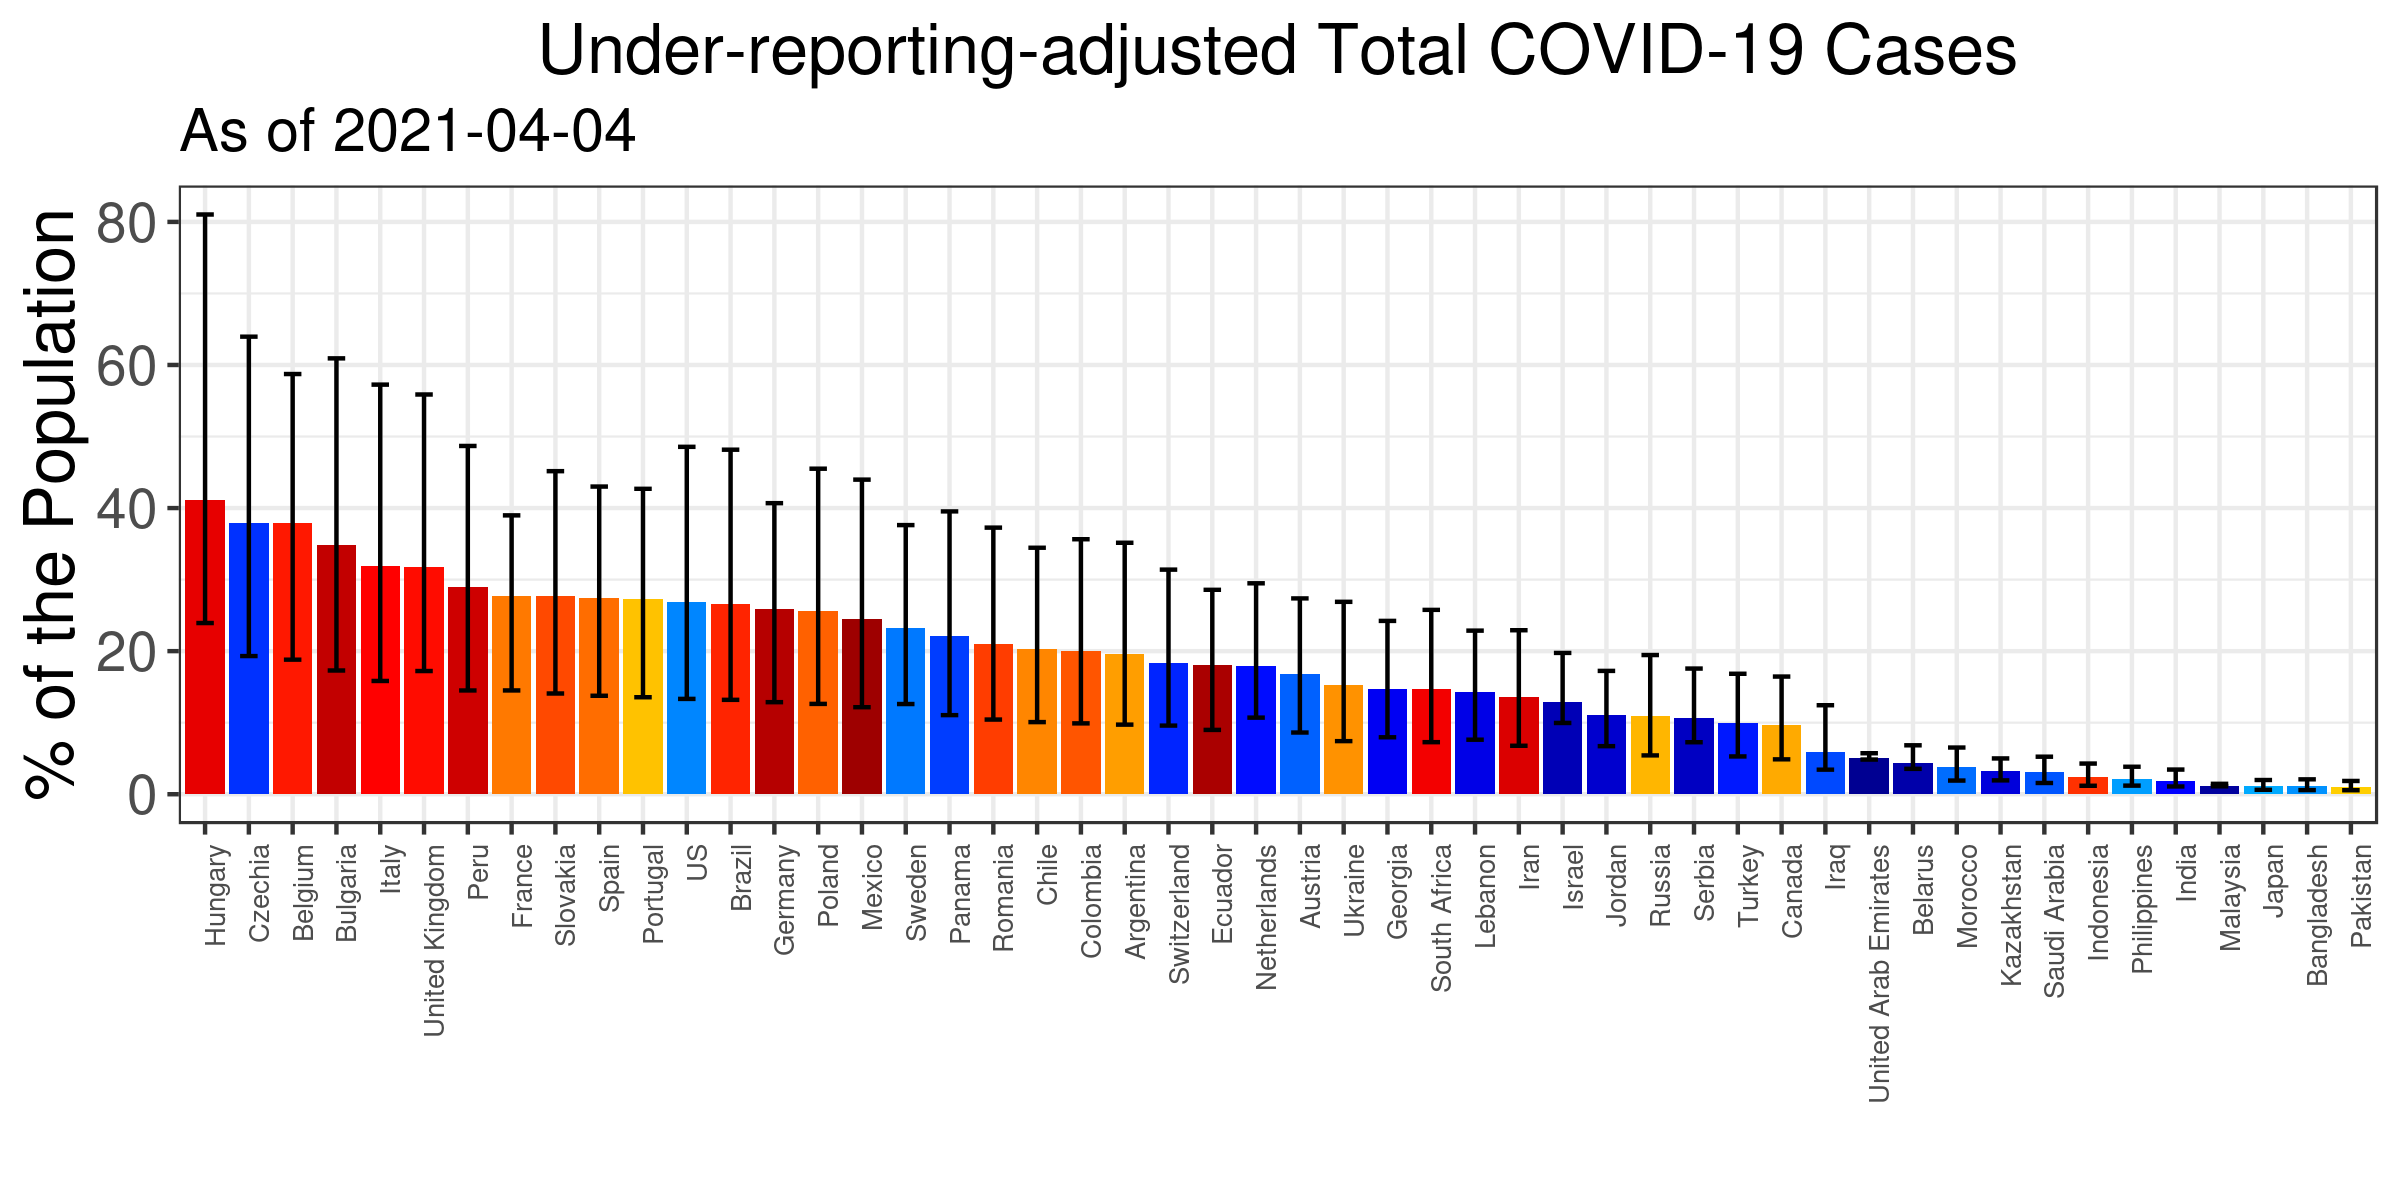 Under-reporting-adjusted Total COVID-19 Cases
As of 2021-04-04
% of the Population
80
60
40
20
0
Hungary
Czechia
Belgium
Bulgaria
Italy
United Kingdom
Peru
France
Slovakia
Spain
Portugal
US
Brazil
Germany
Poland
Mexico
Sweden
Panama
Romania
Chile
Colombia
Argentina
Switzerland
Ecuador
Netherlands
Austria
Ukraine
Georgia
South Africa
Lebanon
Iran
Israel
Jordan
Russia
Serbia
Turkey
Canada
Iraq
United Arab Emirates
Belarus
Morocco
Kazakhstan
Saudi Arabia
Indonesia
Philippines
India
Malaysia
Japan
Bangladesh
Pakistan